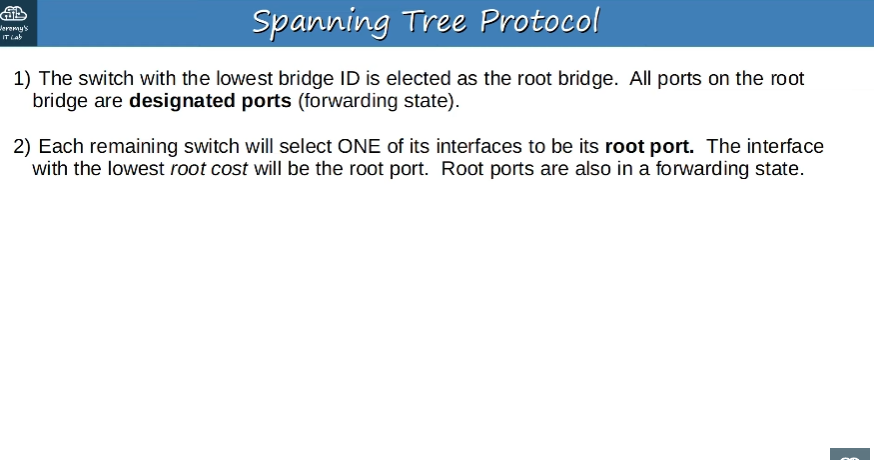 Jeremy's
IT Lab
Spanning Tree Protocol
1) The switch with the lowest bridge ID is elected as the root bridge. All ports on the root
bridge are designated ports (forwarding state).
2) Each remaining switch will select ONE of its interfaces to be its root port. The interface
with the lowest root cost will be the root port. Root ports are also in a forwarding state.